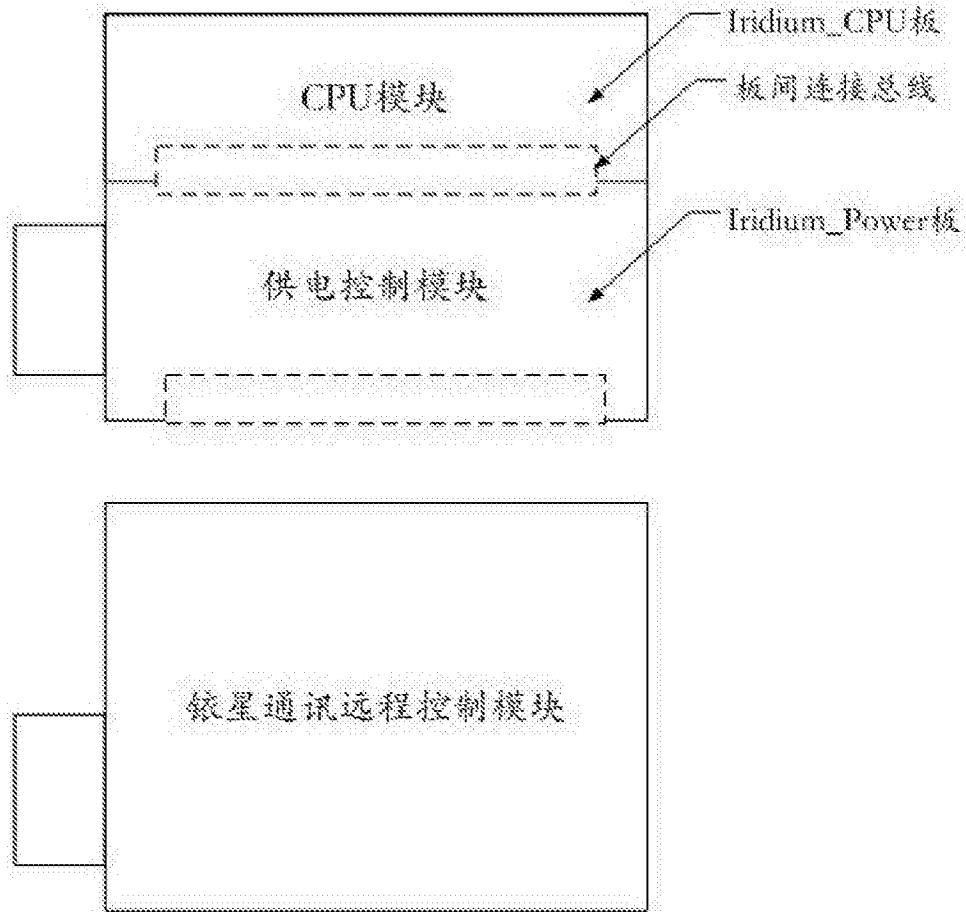 Iridium_CPU板
CPU模块
板间连接总线
Iridium_Power板
供电控制模块
铱星通讯远程控制模块